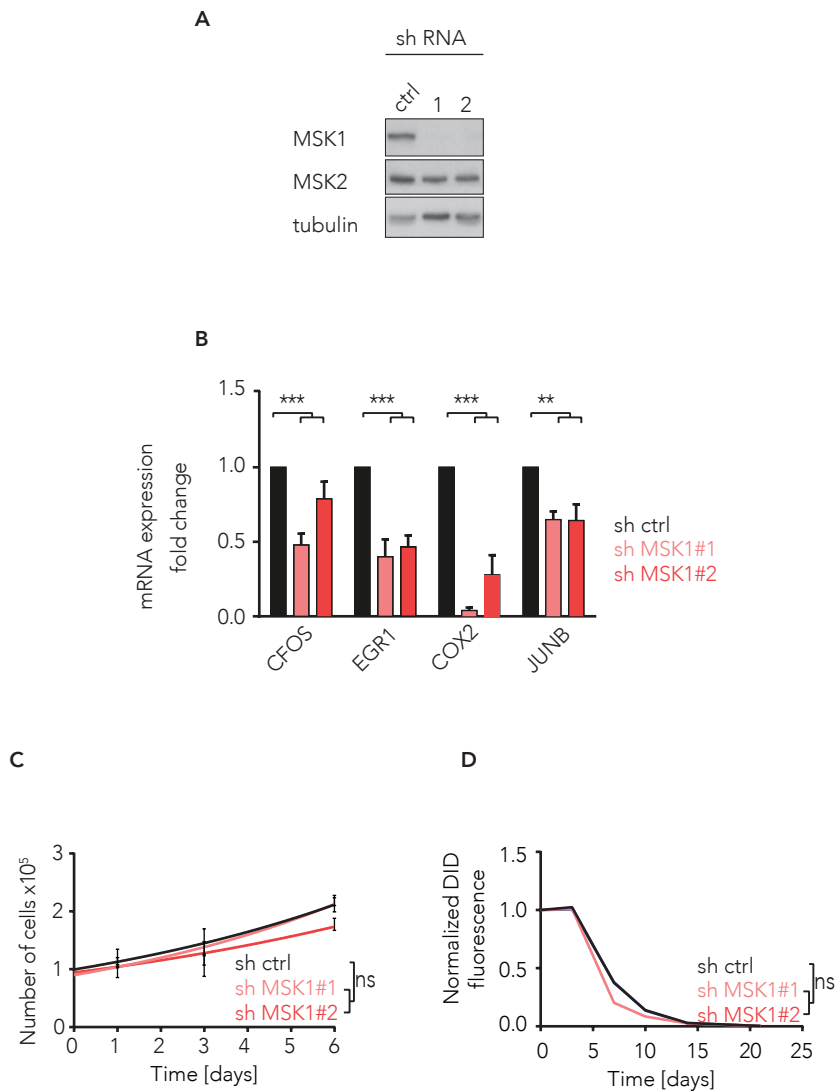 A
sh RNA
ctrl 1 2
MSK1
MSK2
tubulin
B
mRNA expression
fold change
1.5
1.0
0.5
0.0
*** *** *** **
CFOS EGR1 COX2 JUNB
sh ctrl
sh MSK1#1
sh MSK1#2
C
Number of cells x10⁵
3
2
1
0
0 1 2 3 4 5 6
Time [days]
sh ctrl
sh MSK1#1
sh MSK1#2
ns
D
Normalized DID
fluorescence
1.5
1.0
0.5
0.0
0 5 10 15 20 25
Time [days]
sh ctrl
sh MSK1#1
sh MSK1#2
ns